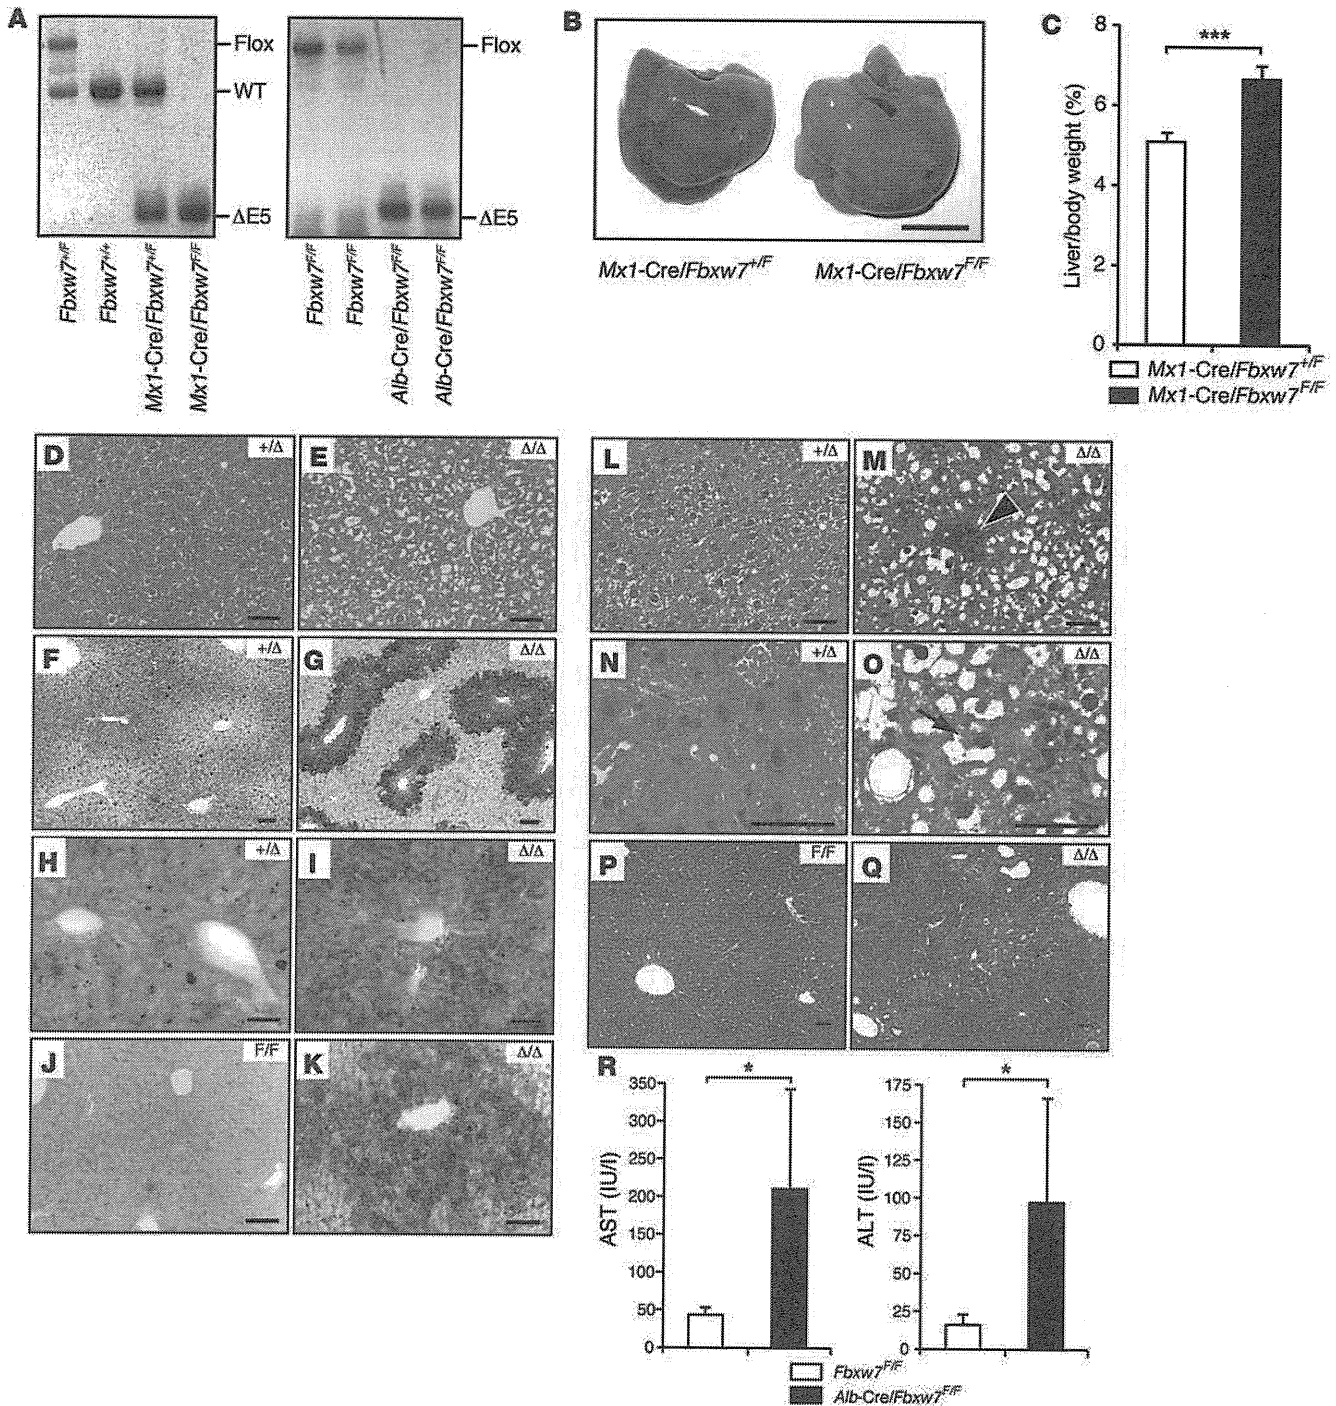 A
Flox
WT
ΔE5
Fbxw7+/F
Fbxw7+/+
Mx1-Cre/Fbxw7+/F
Mx1-Cre/Fbxw7F/F
Flox
ΔE5
Fbxw7F/F
Fbxw7F/F
Alb-Cre/Fbxw7F/F
Alb-Cre/Fbxw7F/F
B
Mx1-Cre/Fbxw7+/F
Mx1-Cre/Fbxw7F/F
C
Liver/body weight (%)
8
6
4
2
0
***
Mx1-Cre/Fbxw7+/F
Mx1-Cre/Fbxw7F/F
D
+/Δ
E
Δ/Δ
F
+/Δ
G
Δ/Δ
H
+/Δ
I
Δ/Δ
J
F/F
K
Δ/Δ
L
+/Δ
M
Δ/Δ
N
+/Δ
O
Δ/Δ
P
F/F
Q
Δ/Δ
R
AST (IU/l)
350
300
250
200
150
100
50
0
*
ALT (IU/l)
175
150
125
100
75
50
25
0
*
Fbxw7F/F
Alb-Cre/Fbxw7F/F